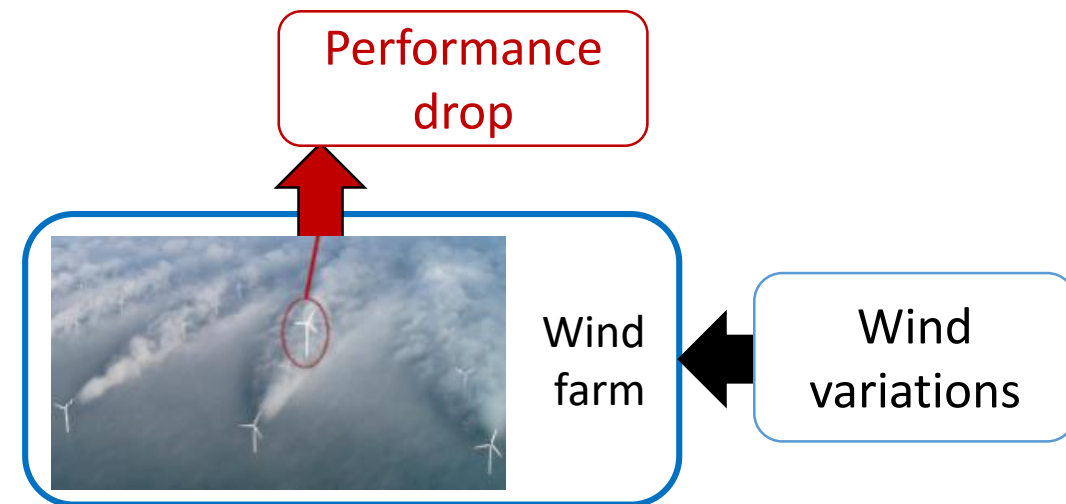 Performance
drop
Wind
farm
Wind
variations